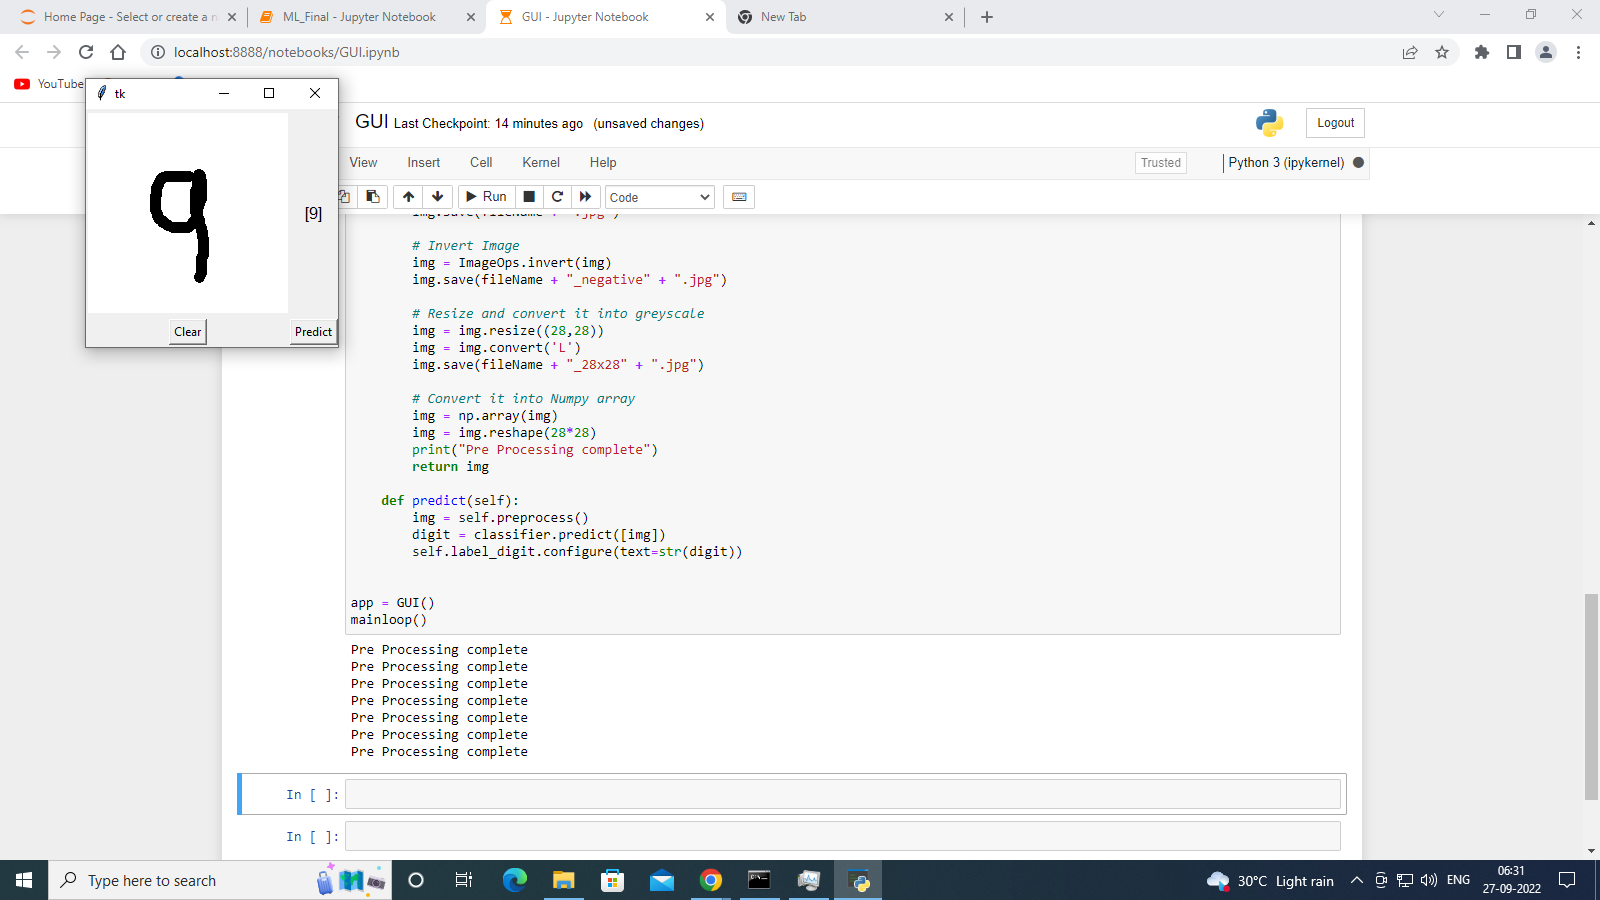 Home Page - Select or create a n
ML_Final - Jupyter Notebook
GUI - Jupyter Notebook
New Tab
localhost:8888/notebooks/GUI.ipynb
YouTube
tk
9
[9]
Clear
Predict
GUI Last Checkpoint: 14 minutes ago (unsaved changes)
Logout
View Insert Cell Kernel Help
Trusted
Python 3 (ipykernel)
Run
Code
img.save(fileName + ".jpg")
# Invert Image
img = ImageOps.invert(img)
img.save(fileName + "_negative" + ".jpg")
# Resize and convert it into greyscale
img = img.resize((28,28))
img = img.convert('L')
img.save(fileName + "_28x28" + ".jpg")
# Convert it into Numpy array
img = np.array(img)
img = img.reshape(28*28)
print("Pre Processing complete")
return img
def predict(self):
img = self.preprocess()
digit = classifier.predict([img])
self.label_digit.configure(text=str(digit))
app = GUI()
mainloop()
Pre Processing complete
Pre Processing complete
Pre Processing complete
Pre Processing complete
Pre Processing complete
Pre Processing complete
Pre Processing complete
In [ ]:
In [ ]:
Type here to search
30°C Light rain
ENG
06:31
27-09-2022